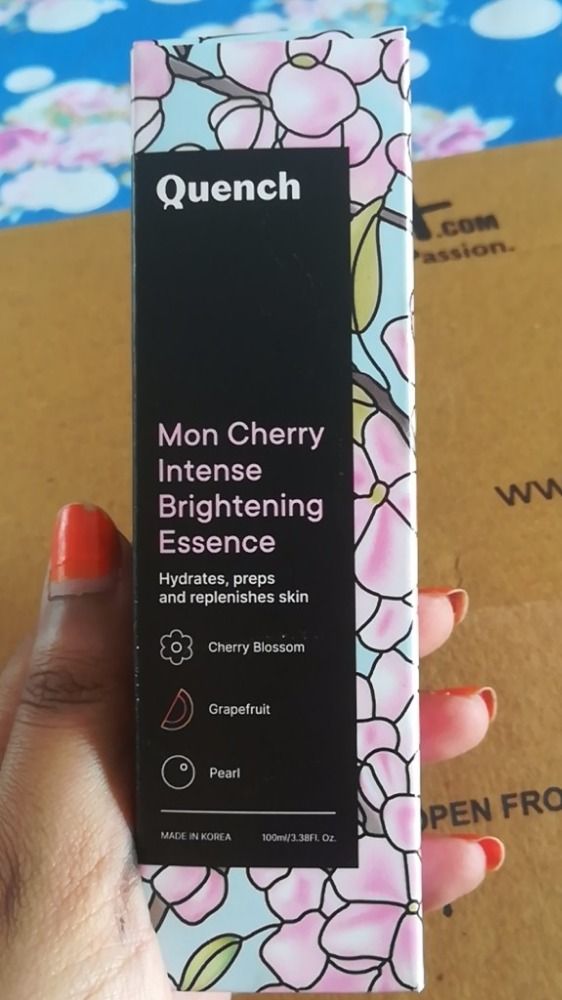 Quench
.COM
Passion.
Mon Cherry
Intense
Brightening
Essence
Hydrates, preps
and replenishes skin
Cherry Blossom
Grapefruit
Pearl
MADE IN KOREA 100ml/3.38Fl. Oz.
OPEN FRO